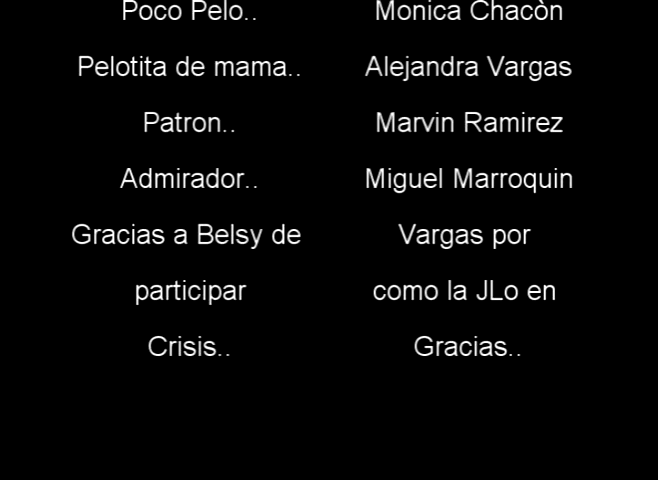 Poco Pelo.. Monica Chacòn
Pelotita de mama.. Alejandra Vargas
Patron.. Marvin Ramirez
Admirador.. Miguel Marroquin
Gracias a Belsy de Vargas por
participar como la JLo en
Crisis.. Gracias..